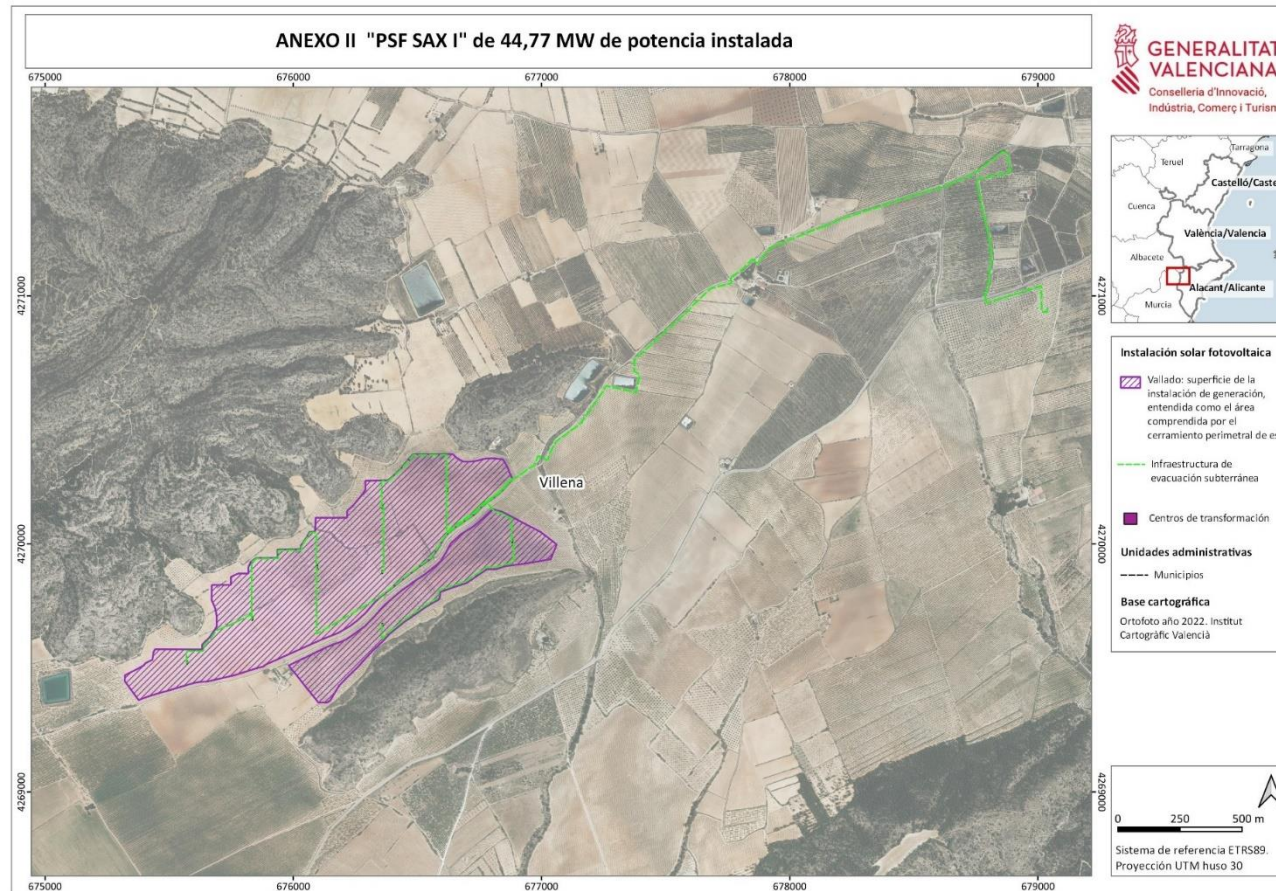 ANEXO II "PSF SAX I" de 44,77 MW de potencia instalada
675000
676000
677000
678000
679000
4271000
4270000
4269000
4271000
4270000
4269000
Villena
675000
676000
677000
678000
679000
GENERALITAT
VALENCIANA
Conselleria d'Innovació,
Indústria, Comerç i Turisme
Teruel
Tarragona
Castelló/Caste
r
Cuenca
València/Valencia
Albacete
Alacant/Alicante
Murcia
Instalación solar fotovoltaica
Vallado: superficie de la
instalación de generación,
entendida como el área
comprendida por el
cerramiento perimetral de es
Infraestructura de
evacuación subterránea
Centros de transformación
Unidades administrativas
Municipios
Base cartográfica
Ortofoto año 2022. Institut
Cartogràfic Valencià
0 250 500 m
Sistema de referencia ETRS89.
Proyección UTM huso 30